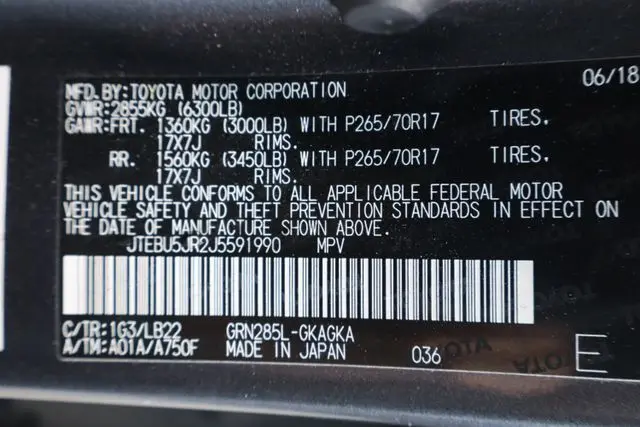 MFD.BY:TOYOTA MOTOR CORPORATION 06/18
GVWR:2855KG (6300LB)
GAWR:FRT. 1360KG (3000LB) WITH P265/70R17 TIRES,
17X7J RIMS.
RR. 1560KG (3450LB) WITH P265/70R17 TIRES,
17X7J RIMS.
THIS VEHICLE CONFORMS TO ALL APPLICABLE FEDERAL MOTOR
VEHICLE SAFETY AND THEFT PREVENTION STANDARDS IN EFFECT ON
THE DATE OF MANUFACTURE SHOWN ABOVE.
JTEBU5JR2J5591990 MPV
C/TR:1G3/LB22 GRN285L-GKAGKA
A/TM:A01A/A750F MADE IN JAPAN 036 E
TOYOTA